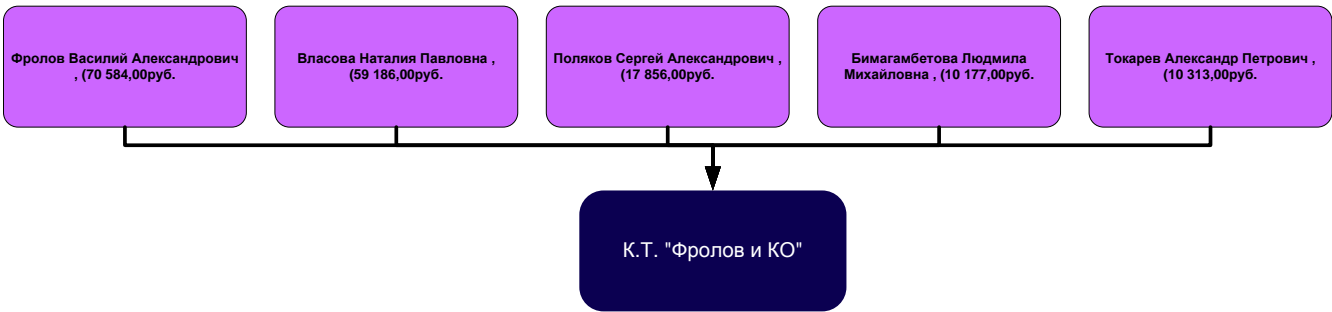 Фролов Василий Александрович
, (70 584,00руб.
Власова Наталия Павловна ,
(59 186,00руб.
Поляков Сергей Александрович ,
(17 856,00руб.
Бимагамбетова Людмила
Михайловна , (10 177,00руб.
Токарев Александр Петрович ,
(10 313,00руб.
К.Т. "Фролов и КО"